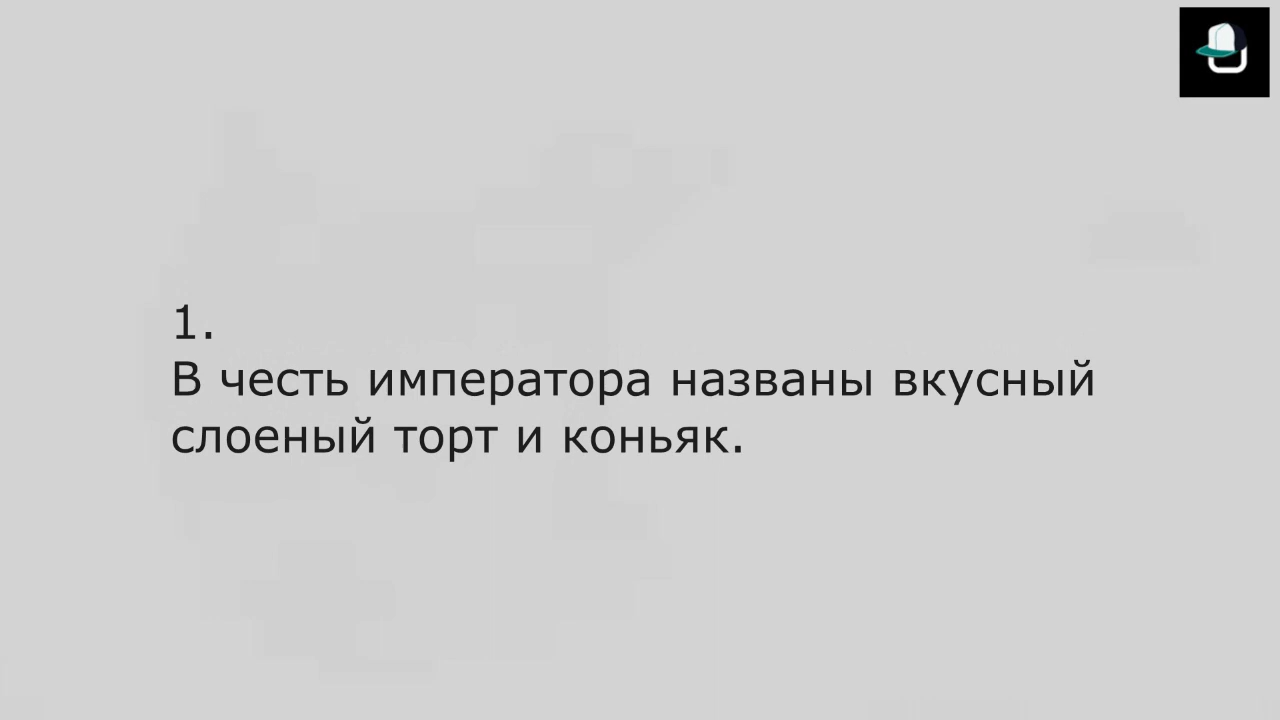 1.
В честь императора названы вкусный
слоеный торт и коньяк.